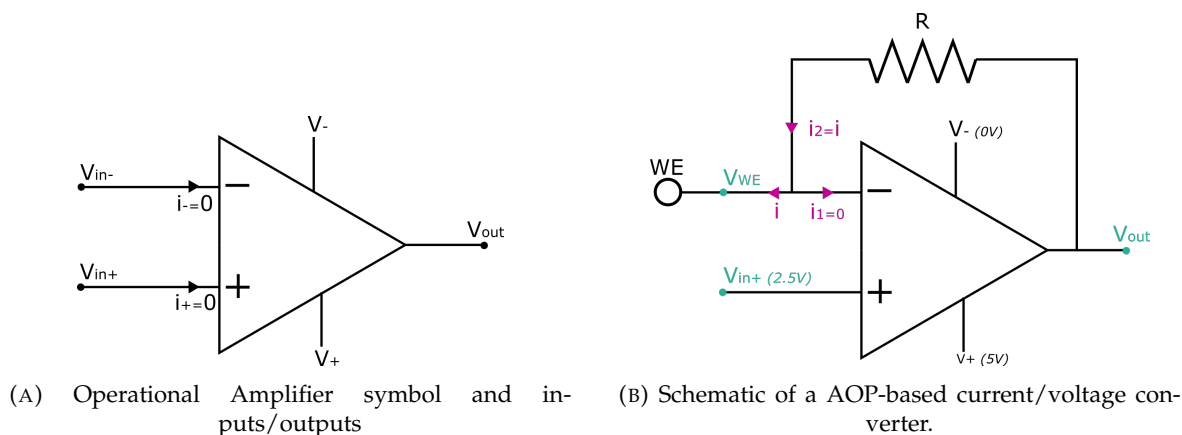 V-
Vin-
i-=0
−
Vout
Vin+
i+=0
+
V+
(A) Operational Amplifier symbol and in-
puts/outputs
R
i2=i
V- (0V)
WE
VWE
i
i1=0
−
Vout
Vin+ (2.5V)
+
V+ (5V)
(B) Schematic of a AOP-based current/voltage con-
verter.